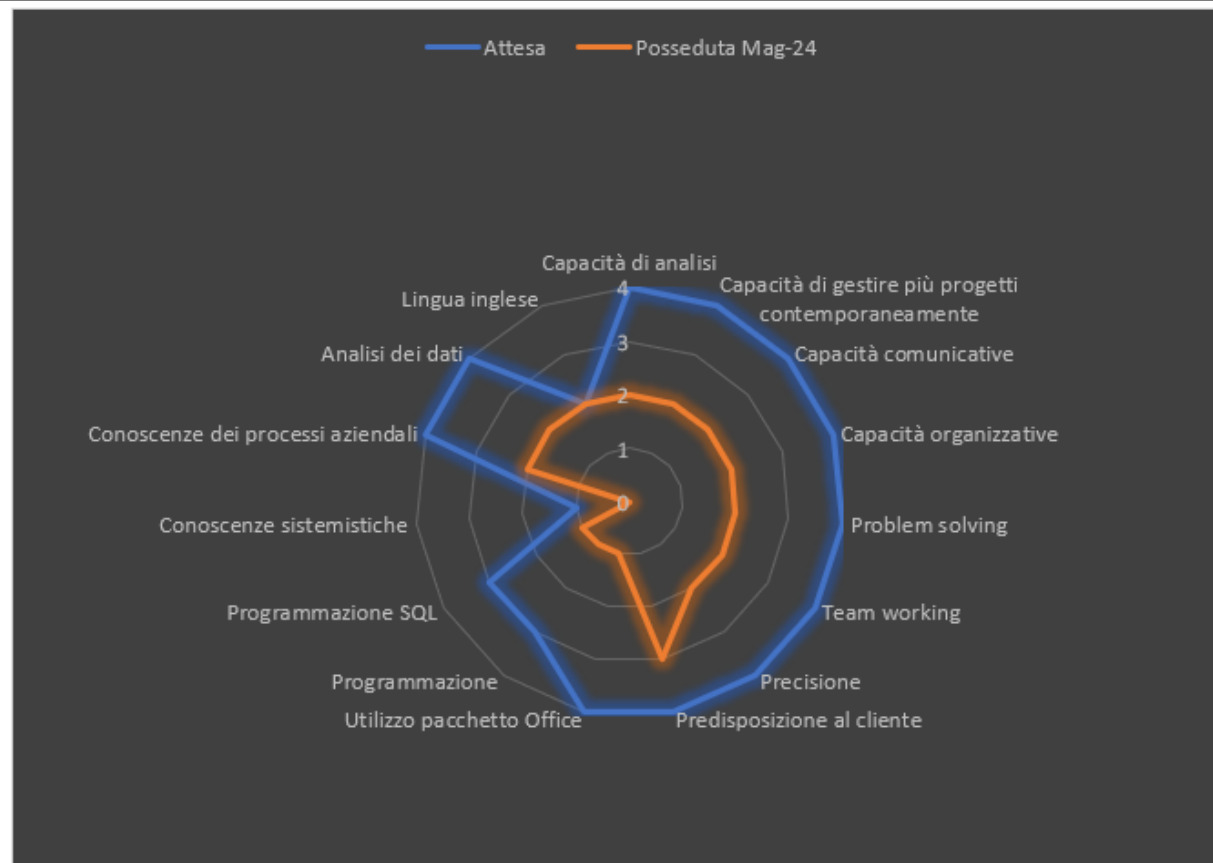 Attesa
Posseduta Mag-24
Capacità di analisi
Capacità di gestire più progetti
contemporaneamente
Capacità comunicative
Capacità organizzative
Problem solving
Team working
Precisione
Predisposizione al cliente
Utilizzo pacchetto Office
Programmazione
Programmazione SQL
Conoscenze sistemistiche
Conoscenze dei processi aziendali
Analisi dei dati
Lingua inglese
4
3
2
1
0